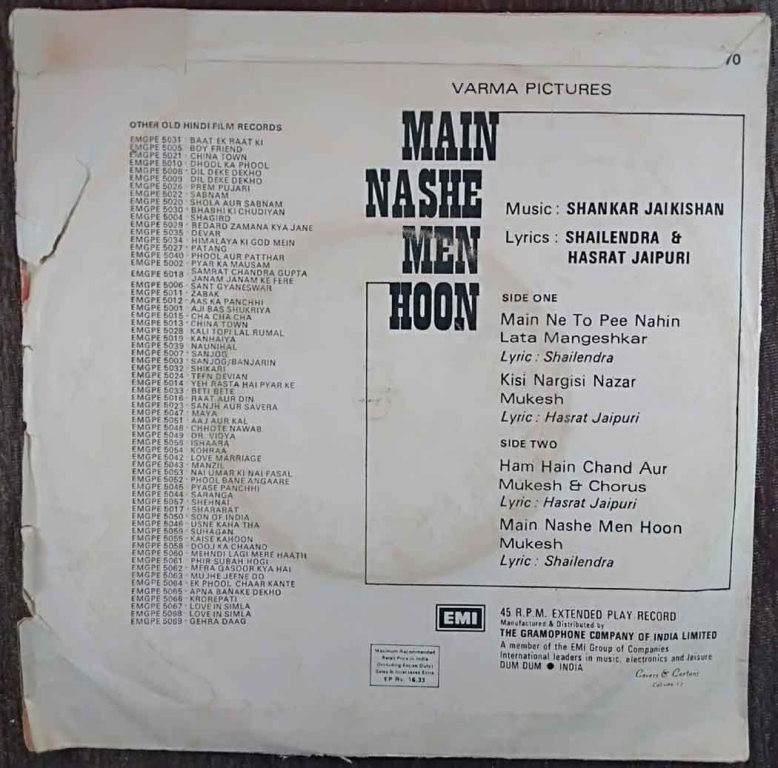 70
VARMA PICTURES
MAIN
NASHE
MEN
HOON
Music : SHANKAR JAIKISHAN
Lyrics : SHAILENDRA &
HASRAT JAIPURI
SIDE ONE
Main Ne To Pee Nahin
Lata Mangeshkar
Lyric : Shailendra
Kisi Nargisi Nazar
Mukesh
Lyric : Hasrat Jaipuri
SIDE TWO
Ham Hain Chand Aur
Mukesh & Chorus
Lyric : Hasrat Jaipuri
Main Nashe Men Hoon
Mukesh
Lyric : Shailendra
OTHER OLD HINDI FILM RECORDS
EMGPE 5031 - BAAT EK RAAT KI
EMGPE 5005 - BOY FRIEND
EMGPE 5021 - CHINA TOWN
EMGPE 5010 - DHOOL KA PHOOL
EMGPE 5008 - DIL DEKE DEKHO
EMGPE 5009 - DIL DEKE DEKHO
EMGPE 5026 - PREM PUJARI
EMGPE 5022 - SABNAM
EMGPE 5020 - SHOLA AUR SABNAM
EMGPE 5030 - BHABHI KI CHUDIYAN
EMGPE 5004 - SHAGIRD
EMGPE 5029 - BEDARD ZAMANA KYA JANE
EMGPE 5035 - DEVAR
EMGPE 5034 - HIMALAYA KI GOD MEIN
EMGPE 5027 - PATANG
EMGPE 5040 - PHOOL AUR PATTHAR
EMGPE 5002 - PYAR KA MAUSAM
EMGPE 5018 - SAMRAT CHANDRA GUPTA
JANAM JANAM KE FERE
EMGPE 5006 - SANT GYANESWAR
EMGPE 5011 - ZABAK
EMGPE 5012 - AAS KA PANCHHI
EMGPE 5001 - AJI BAS SHUKRIYA
EMGPE 5015 - CHA CHA CHA
EMGPE 5013 - CHINA TOWN
EMGPE 5028 - KALI TOPI LAL RUMAL
EMGPE 5019 - KANHAIYA
EMGPE 5039 - NAUNIHAL
EMGPE 5007 - SANJOG
EMGPE 5003 - SANJOG/BANJARIN
EMGPE 5032 - SHIKARI
EMGPE 5024 - TEEN DEVIAN
EMGPE 5014 - YEH RASTA HAI PYAR KE
EMGPE 5033 - BETI BETE
EMGPE 5016 - RAAT AUR DIN
EMGPE 5023 - SANJH AUR SAVERA
EMGPE 5047 - MAYA
EMGPE 5051 - AAJ AUR KAL
EMGPE 5048 - CHHOTE NAWAB
EMGPE 5049 - DR. VIDYA
EMGPE 5056 - ISHAARA
EMGPE 5054 - KOHRAA
EMGPE 5042 - LOVE MARRIAGE
EMGPE 5043 - MANZIL
EMGPE 5053 - NAI UMAR KI NAI FASAL
EMGPE 5052 - PHOOL BANE ANGAARE
EMGPE 5045 - PYASE PANCHHI
EMGPE 5044 - SARANGA
EMGPE 5057 - SHEHNAI
EMGPE 5017 - SHARARAT
EMGPE 5050 - SON OF INDIA
EMGPE 5046 - USNE KAHA THA
EMGPE 5059 - SUHAGAN
EMGPE 5055 - KAISE KAHOON
EMGPE 5058 - DOOJ KA CHAAND
EMGPE 5060 - MEHNDI LAGI MERE HAATH
EMGPE 5061 - PHIR SUBAH HOGI
EMGPE 5062 - MERA QASOOR KYA HAI
EMGPE 5063 - MUJHE JEENE DO
EMGPE 5064 - EK PHOOL CHAAR KANTE
EMGPE 5065 - APNA BANAKE DEKHO
EMGPE 5066 - KROREPATI
EMGPE 5067 - LOVE IN SIMLA
EMGPE 5068 - LOVE IN SIMLA
EMGPE 5069 - GEHRA DAAG
Maximum Recommended
Retail Price in India
(Including Excise Duty)
Sales & local taxes Extra
EP Rs. 16.33
EMI
45 R.P.M. EXTENDED PLAY RECORD
Manufactured & Distributed by
THE GRAMOPHONE COMPANY OF INDIA LIMITED
A member of the EMI Group of Companies
International leaders in music, electronics and leisure
DUM DUM ● INDIA
Covers & Cartons